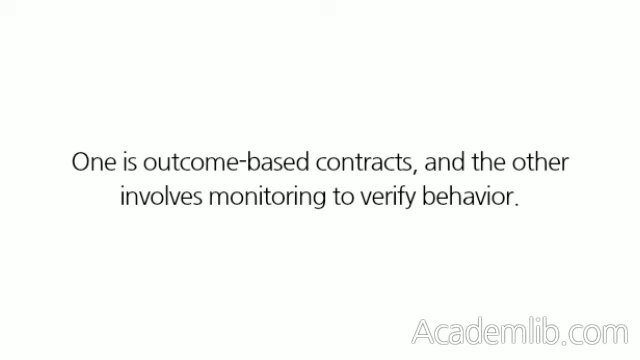 One is outcome-based contracts, and the other
involves monitoring to verify behavior.
Academlib.com